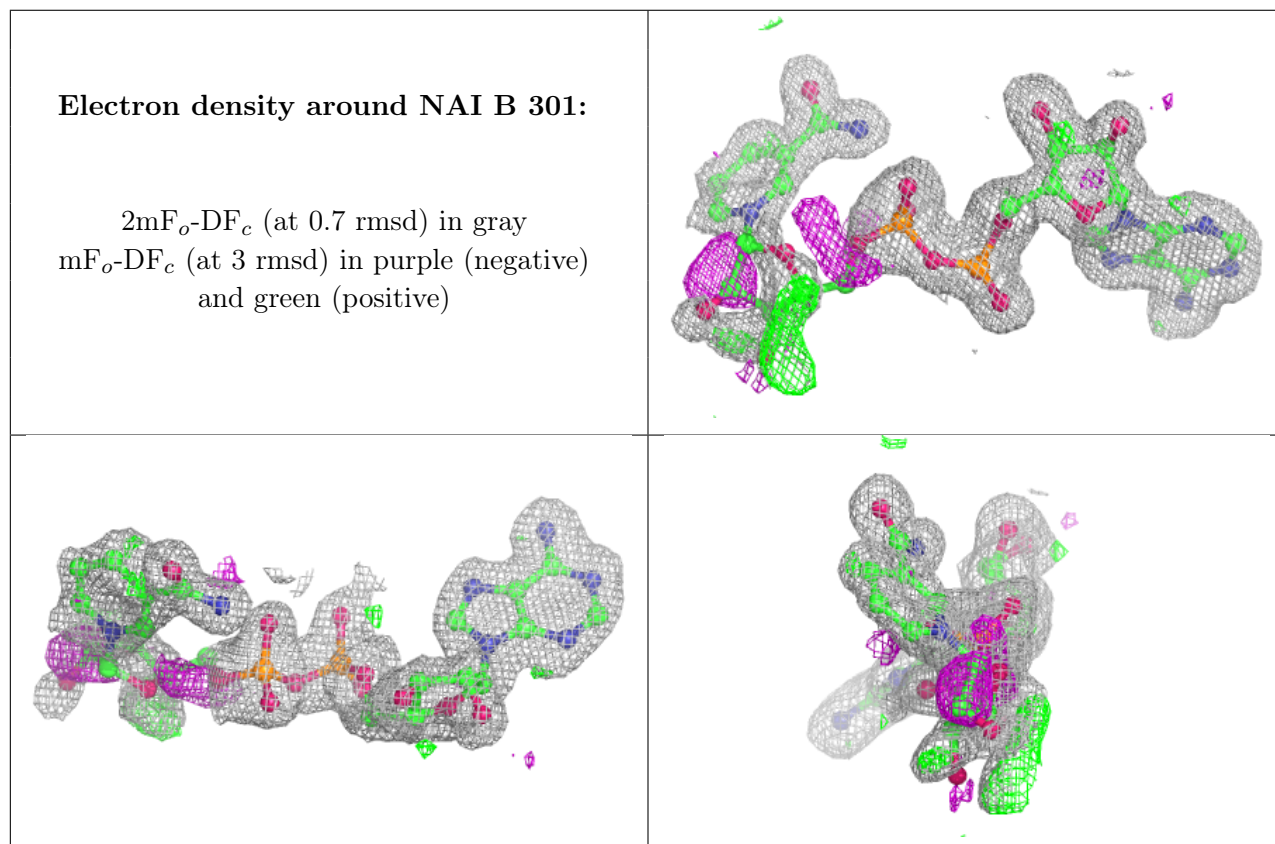 Electron density around NAI B 301:
2mFo-DFc (at 0.7 rmsd) in gray
mFo-DFc (at 3 rmsd) in purple (negative)
and green (positive)